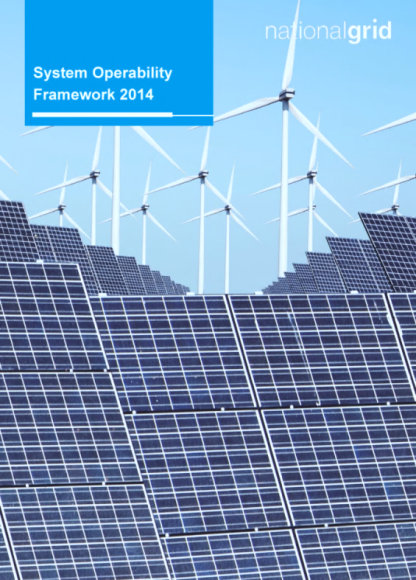 nationalgrid
System Operability
Framework 2014